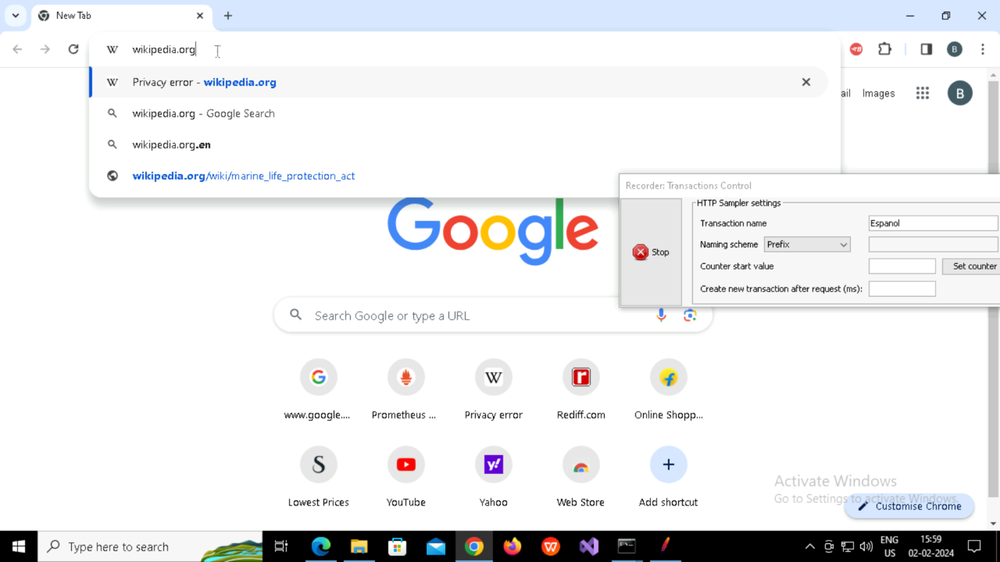 New Tab
wikipedia.org
Privacy error - wikipedia.org
wikipedia.org - Google Search
wikipedia.org.en
wikipedia.org/wiki/marine_life_protection_act
B
ail Images
B
Recorder: Transactions Control
HTTP Sampler settings
Transaction name Espanol
Naming scheme Prefix
Stop
Counter start value Set counter
Create new transaction after request (ms):
Google
Search Google or type a URL
www.google.... Prometheus ... Privacy error Rediff.com Online Shopp...
Lowest Prices YouTube Yahoo Web Store Add shortcut
Activate Windows
Go to Settings to activate Windows.
Customise Chrome
Type here to search
ENG
US
15:59
02-02-2024